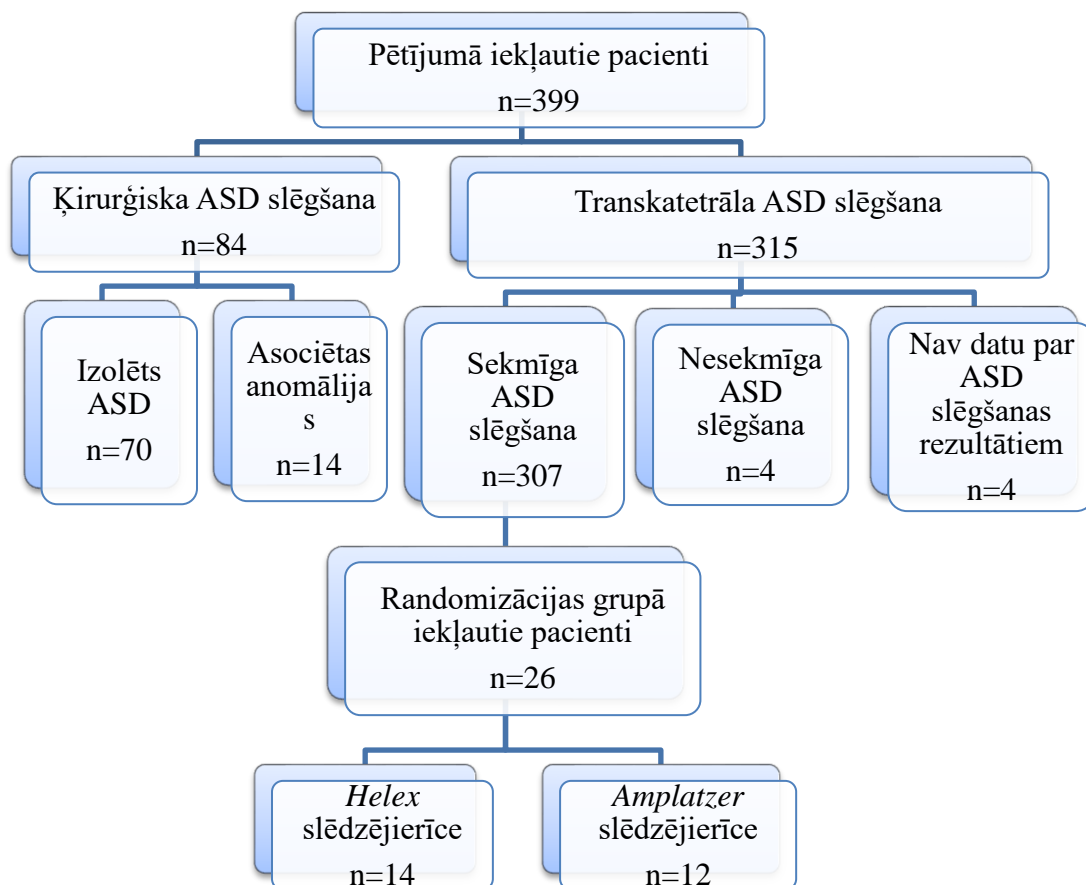 Pētījumā iekļautie pacienti
n=399
Ķirurģiska ASD slēgšana
n=84
Transkatetrāla ASD slēgšana
n=315
Izolēts
ASD
n=70
Asociētas
anomālija
s
n=14
Sekmīga
ASD
slēgšana
n=307
Nesekmīga
ASD
slēgšana
n=4
Nav datu par
ASD
slēgšanas
rezultātiem
n=4
Randomizācijas grupā
iekļautie pacienti
n=26
Helex
slēdzējierīce
n=14
Amplatzer
slēdzējierīce
n=12